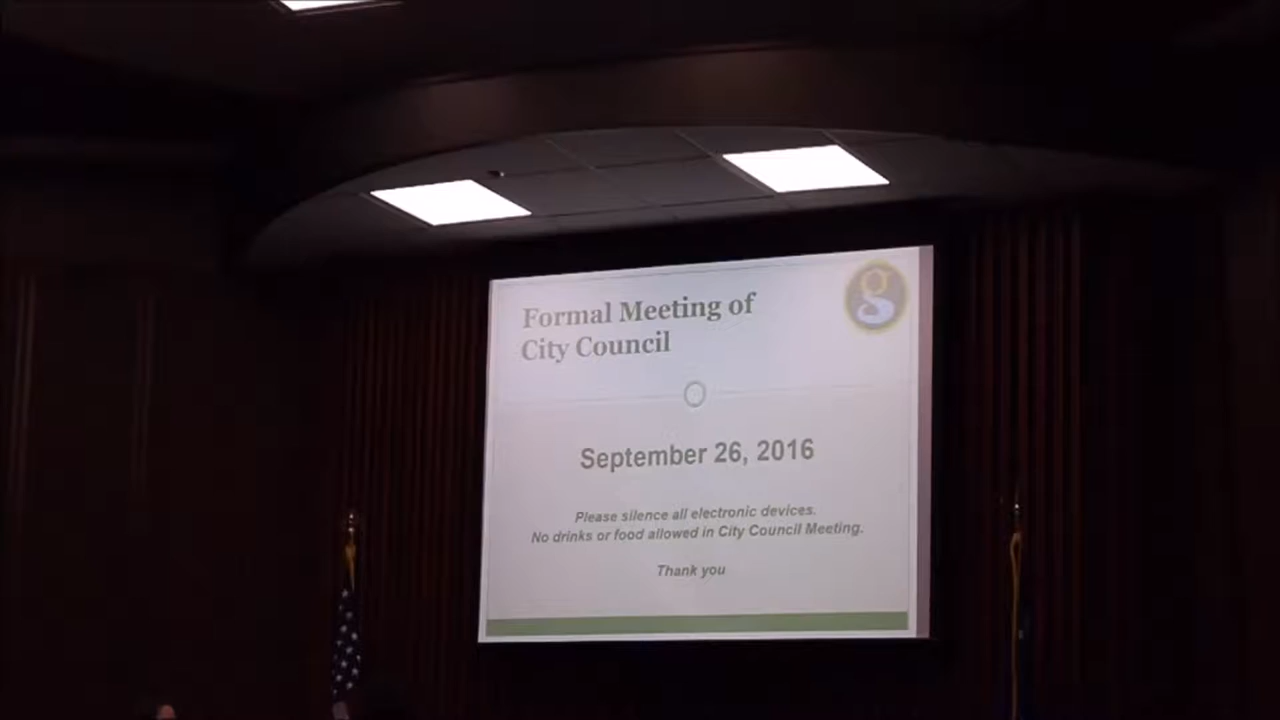 Formal Meeting of
City Council
g
September 26, 2016
Please silence all electronic devices.
No drinks or food allowed in City Council Meeting.
Thank you